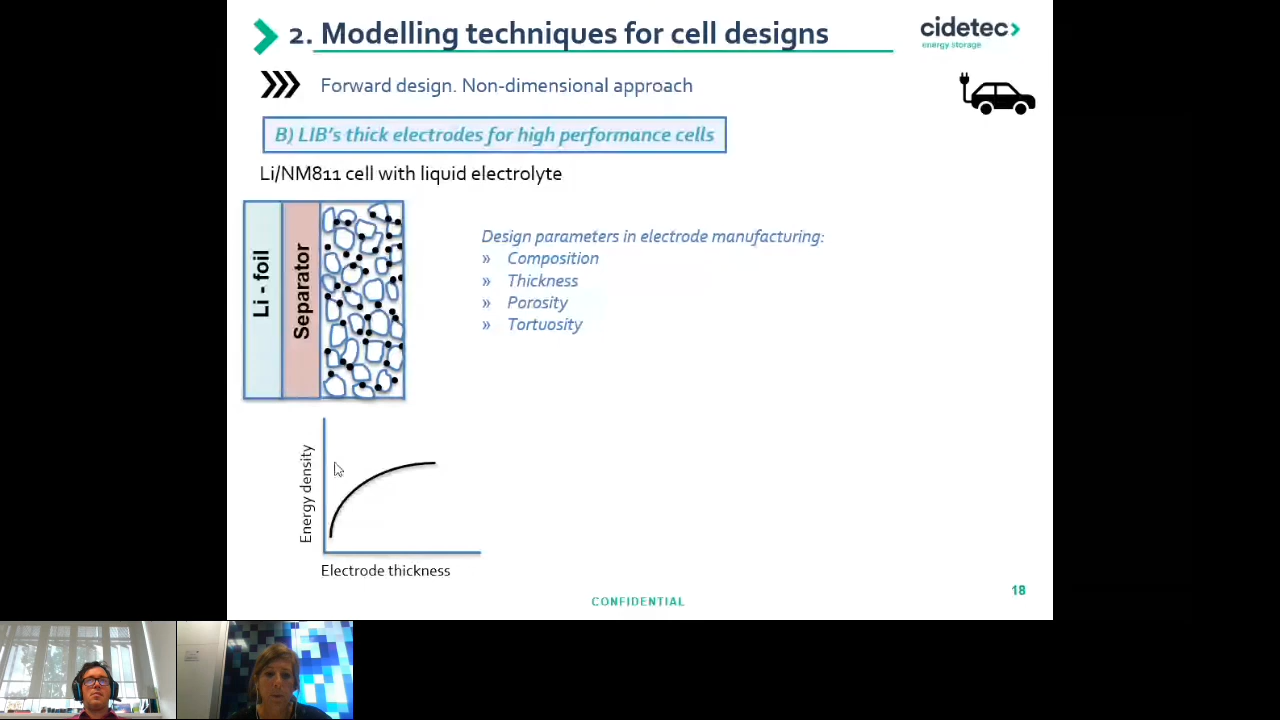 2. Modelling techniques for cell designs
cidetec
energy storage
Forward design. Non-dimensional approach
B) LIB's thick electrodes for high performance cells
Li/NM811 cell with liquid electrolyte
Li - foil
Separator
Design parameters in electrode manufacturing:
» Composition
» Thickness
» Porosity
» Tortuosity
Energy density
Electrode thickness
CONFIDENTIAL
18